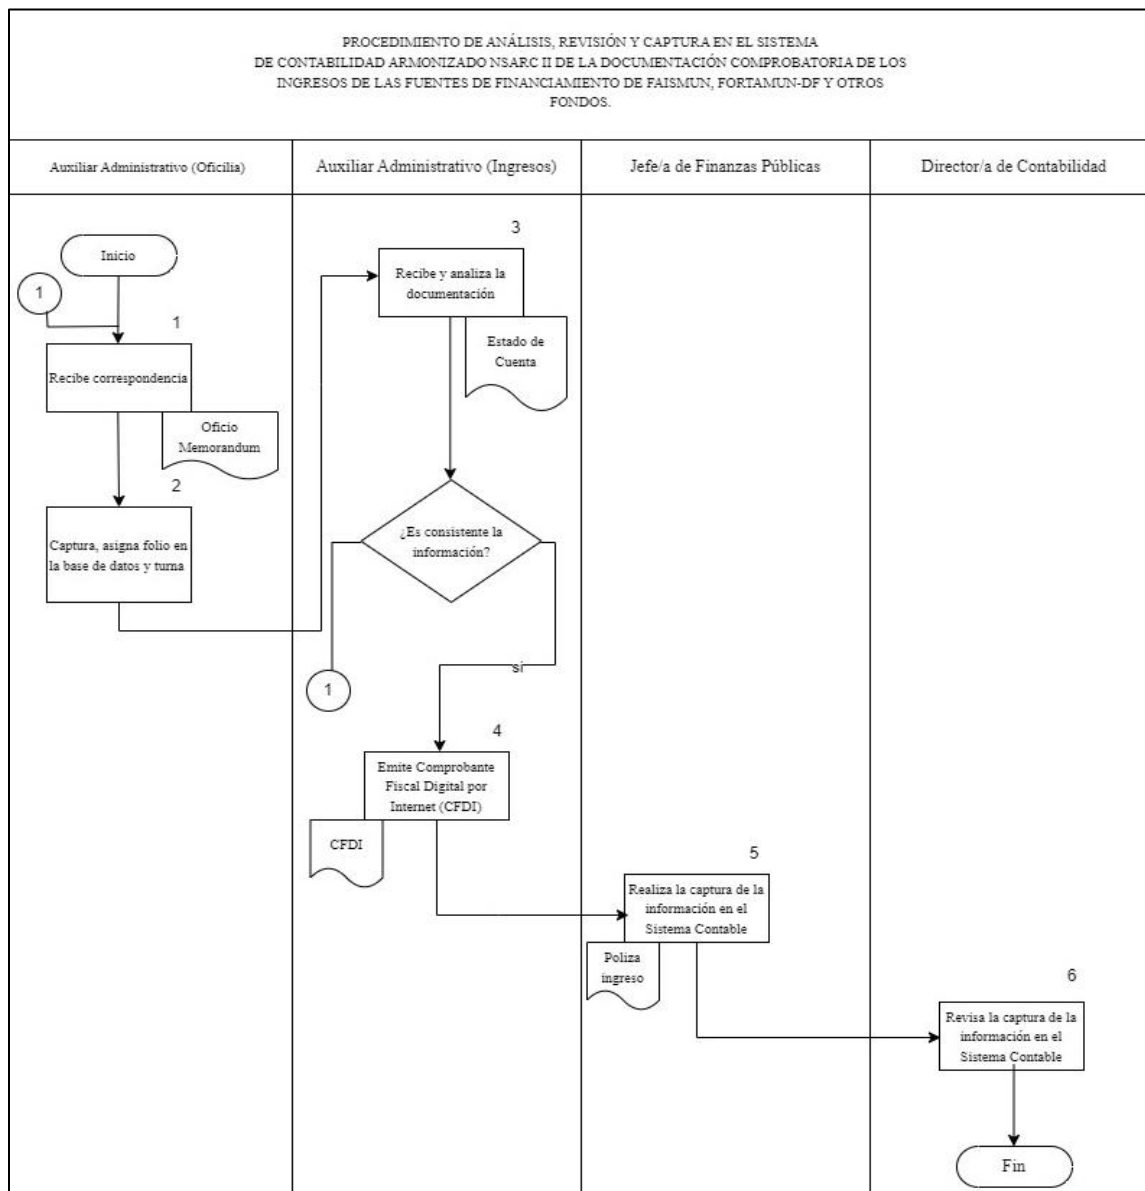 PROCEDIMIENTO DE ANÁLISIS, REVISIÓN Y CAPTURA EN EL SISTEMA
DE CONTABILIDAD ARMONIZADO NSARC II DE LA DOCUMENTACIÓN COMPROBATORIA DE LOS
INGRESOS DE LAS FUENTES DE FINANCIAMIENTO DE FAISMUN, FORTAMUN-DF Y OTROS
FONDOS.
Auxiliar Administrativo (Oficilia)
Auxiliar Administrativo (Ingresos)
Jefe/a de Finanzas Públicas
Director/a de Contabilidad
Inicio
1
1
Recibe correspondencia
Oficio
Memorandum
2
Captura, asigna folio en
la base de datos y turna
3
Recibe y analiza la
documentación
Estado de
Cuenta
¿Es consistente la
información?
1
sí
4
Emite Comprobante
Fiscal Digital por
Internet (CFDI)
CFDI
5
Realiza la captura de la
información en el
Sistema Contable
Poliza
ingreso
6
Revisa la captura de la
información en el
Sistema Contable
Fin